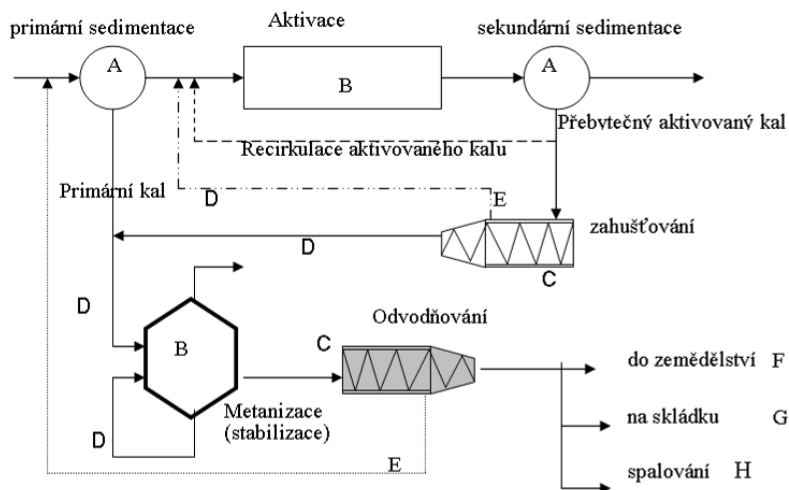 primární sedimentace
Aktivace
sekundární sedimentace
A
B
A
Přebytečný aktivovaný kal
Recirkulace aktivovaného kalu
Primární kal
D
E
zahušťování
D
C
D
Odvodňování
C
B
do zemědělství F
Metanizace
(stabilizace)
na skládku G
D
E
spalování H